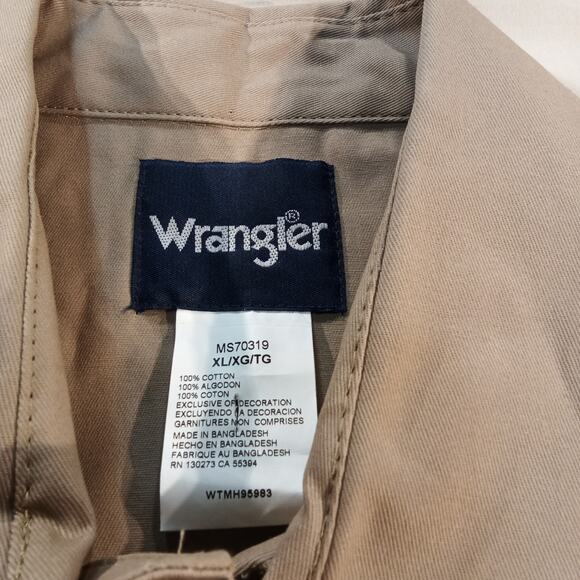 Wrangler®
MS70319
XL/XG/TG
100% COTTON
100% ALGODON
100% COTON
EXCLUSIVE OF DECORATION
EXCLUYENDO LA DECORACION
GARNITURES NON COMPRISES
MADE IN BANGLADESH
HECHO EN BANGLADESH
FABRIQUE AU BANGLADESH
RN 130273 CA 55394
WTMH95983